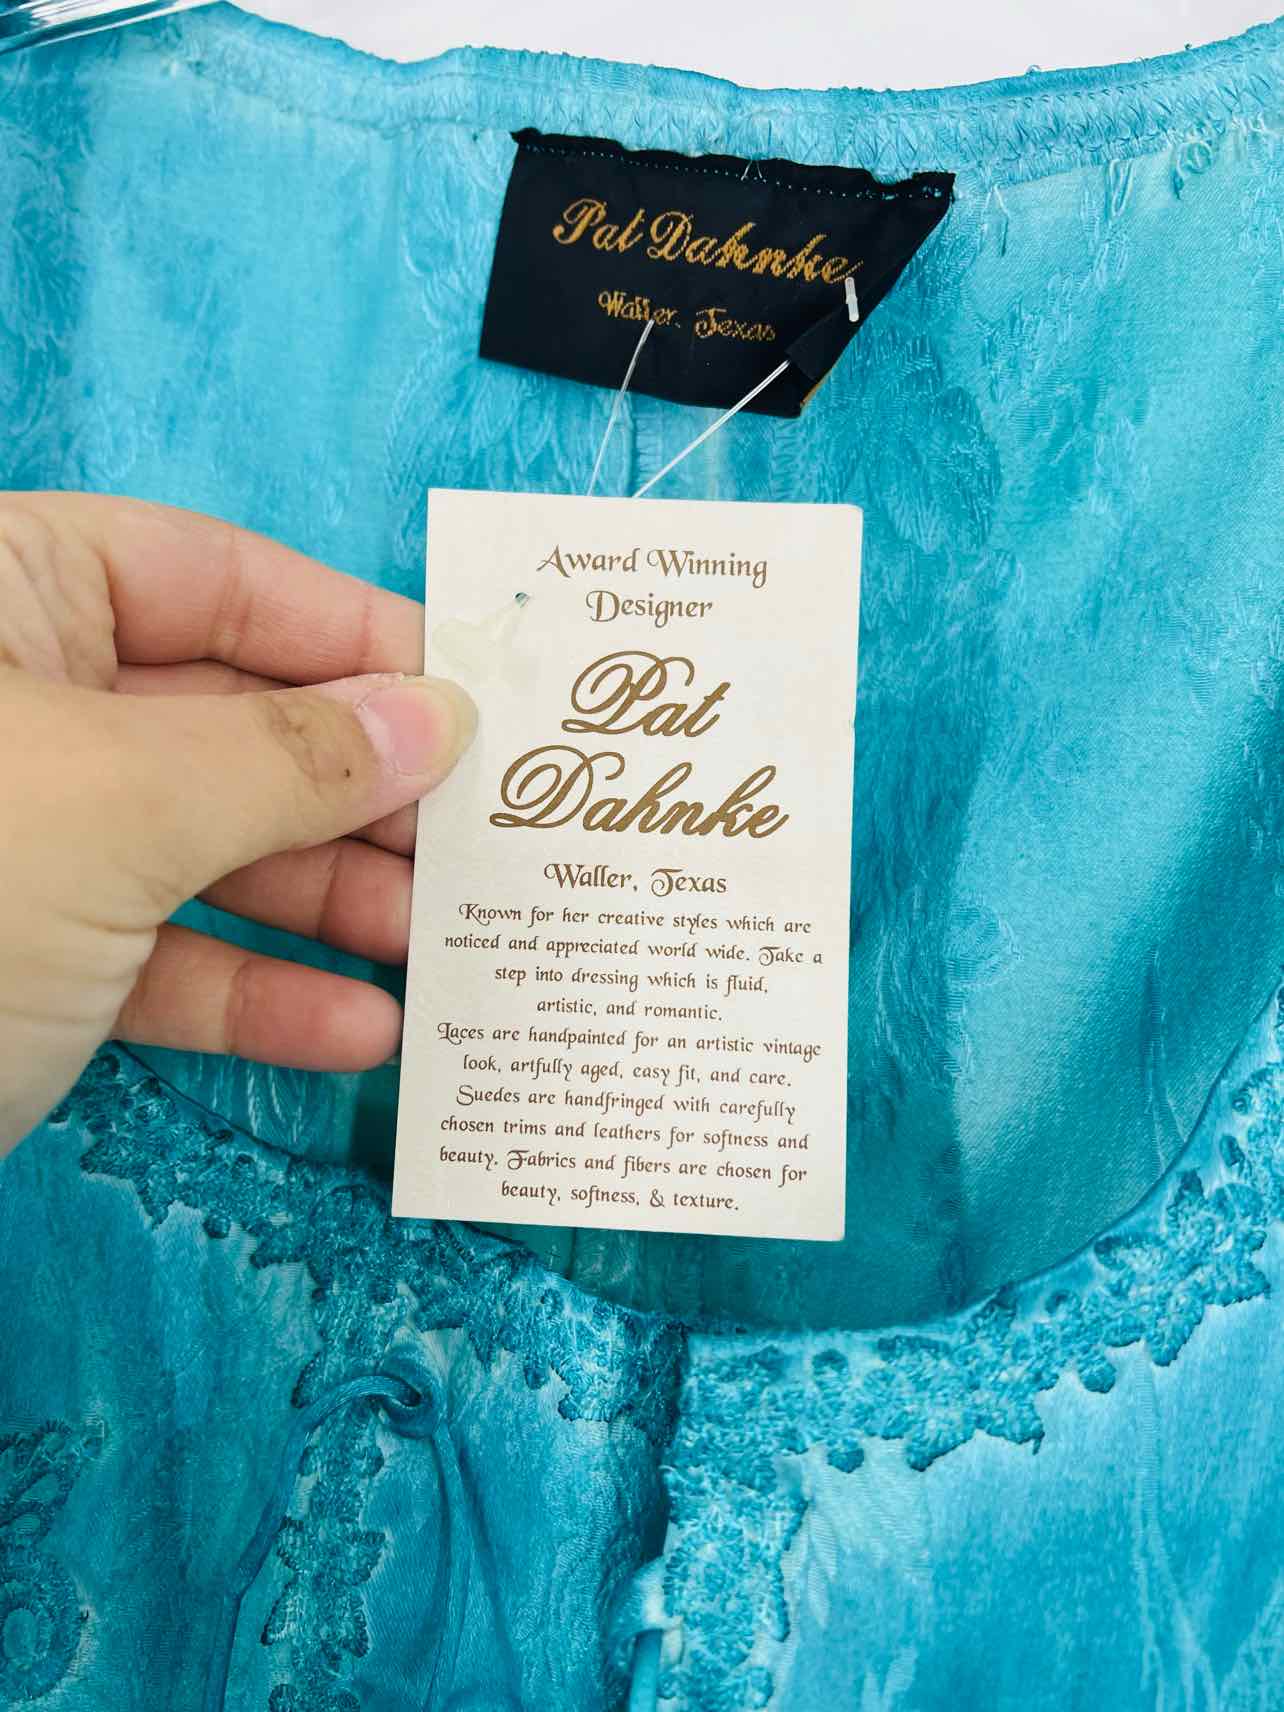 Pat Dahnke
Waller, Texas
Award Winning
Designer
Pat
Dahnke
Waller, Texas
Known for her creative styles which are
noticed and appreciated world wide. Take a
step into dressing which is fluid,
artistic, and romantic.
Laces are handpainted for an artistic vintage
look, artfully aged, easy fit, and care.
Suedes are handfringed with carefully
chosen trims and leathers for softness and
beauty. Fabrics and fibers are chosen for
beauty, softness, & texture.